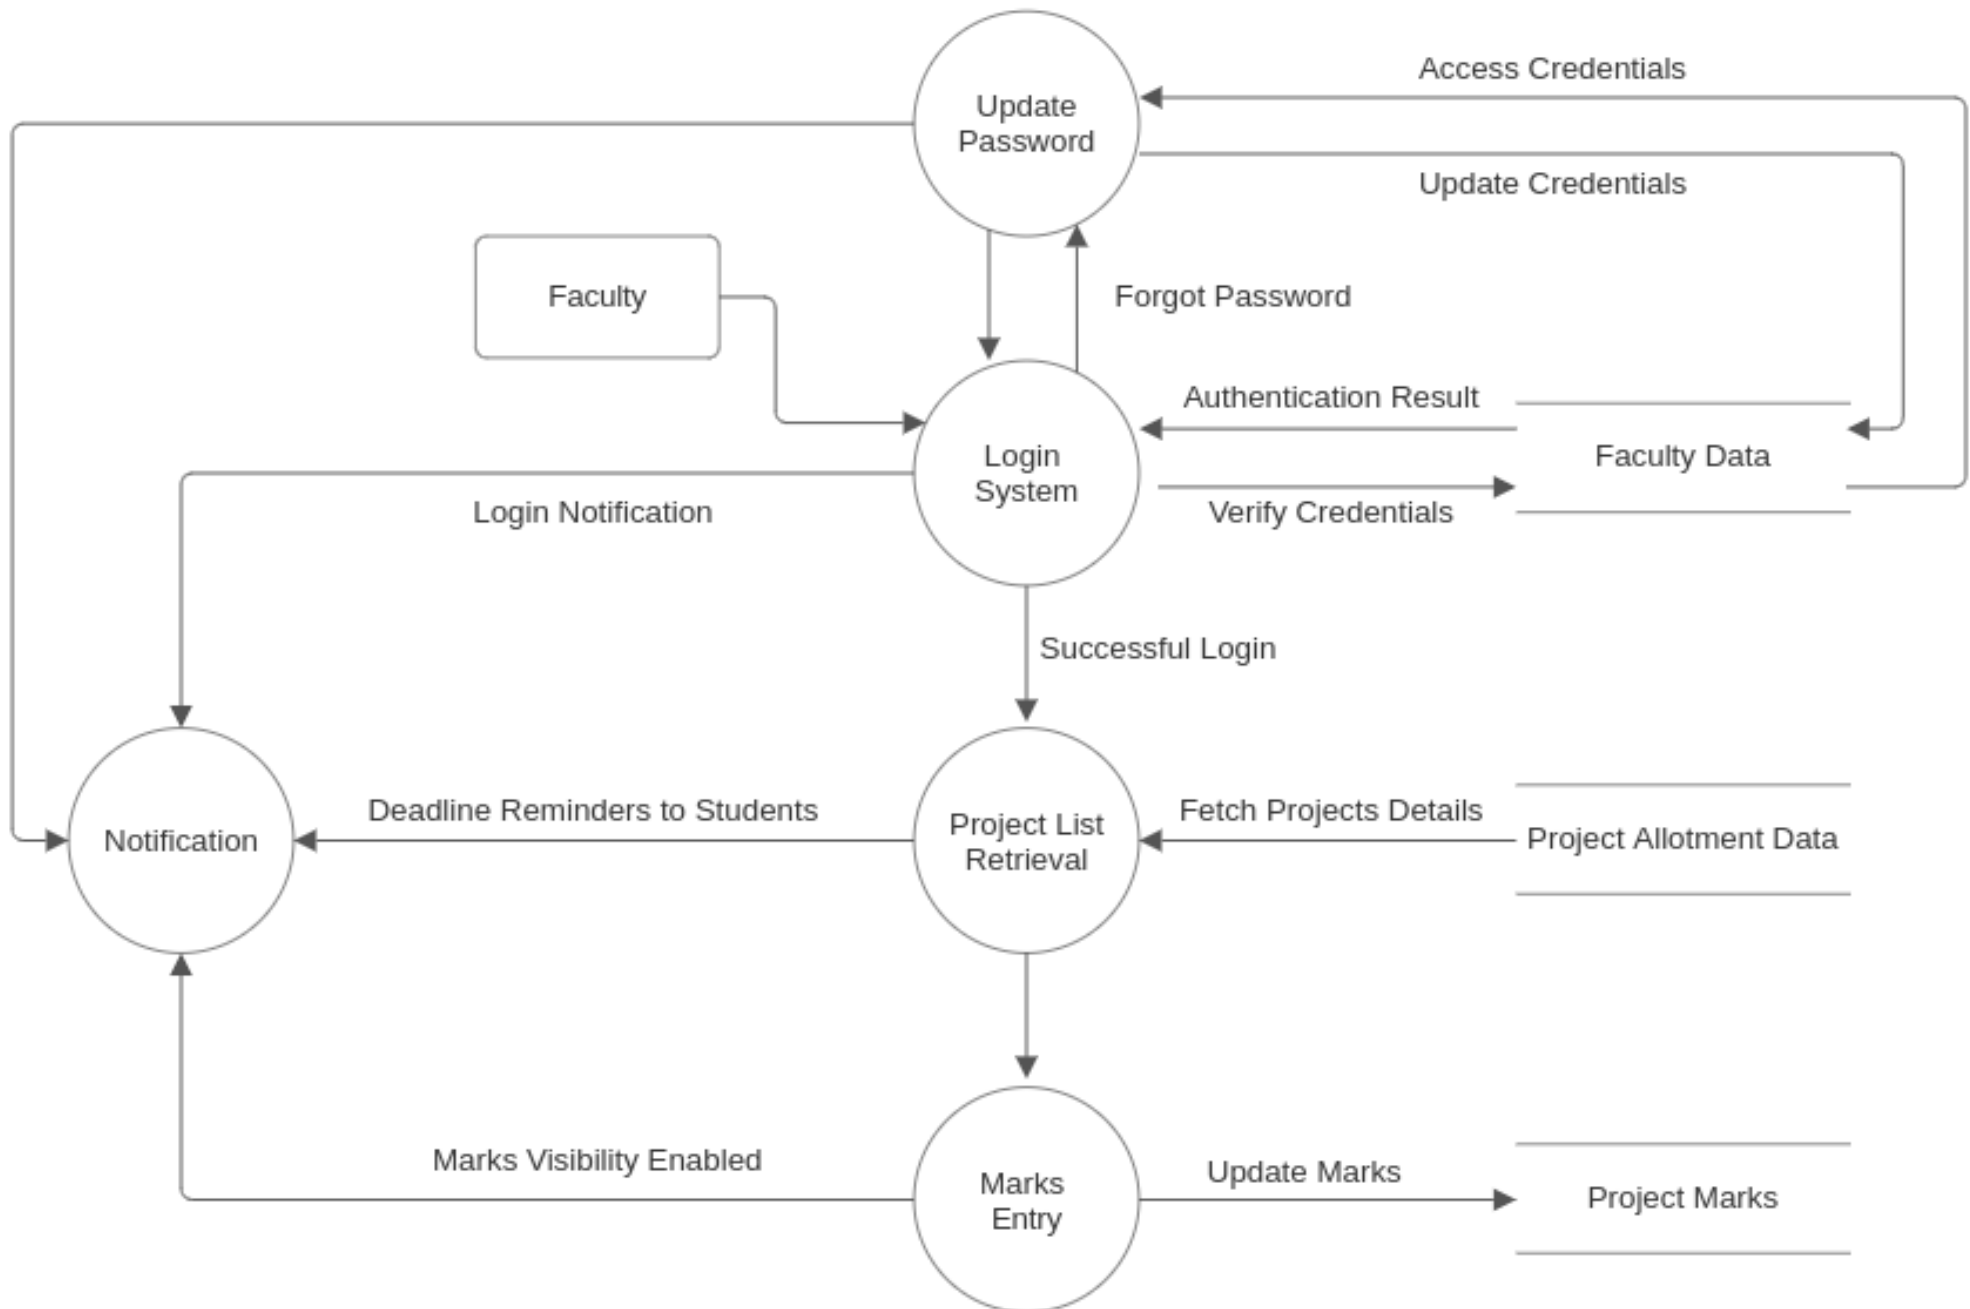 Access Credentials
Update
Password
Update Credentials
Faculty
Forgot Password
Authentication Result
Login
System
Faculty Data
Login Notification
Verify Credentials
Successful Login
Deadline Reminders to Students
Fetch Projects Details
Notification
Project List
Retrieval
Project Allotment Data
Marks Visibility Enabled
Update Marks
Marks
Entry
Project Marks